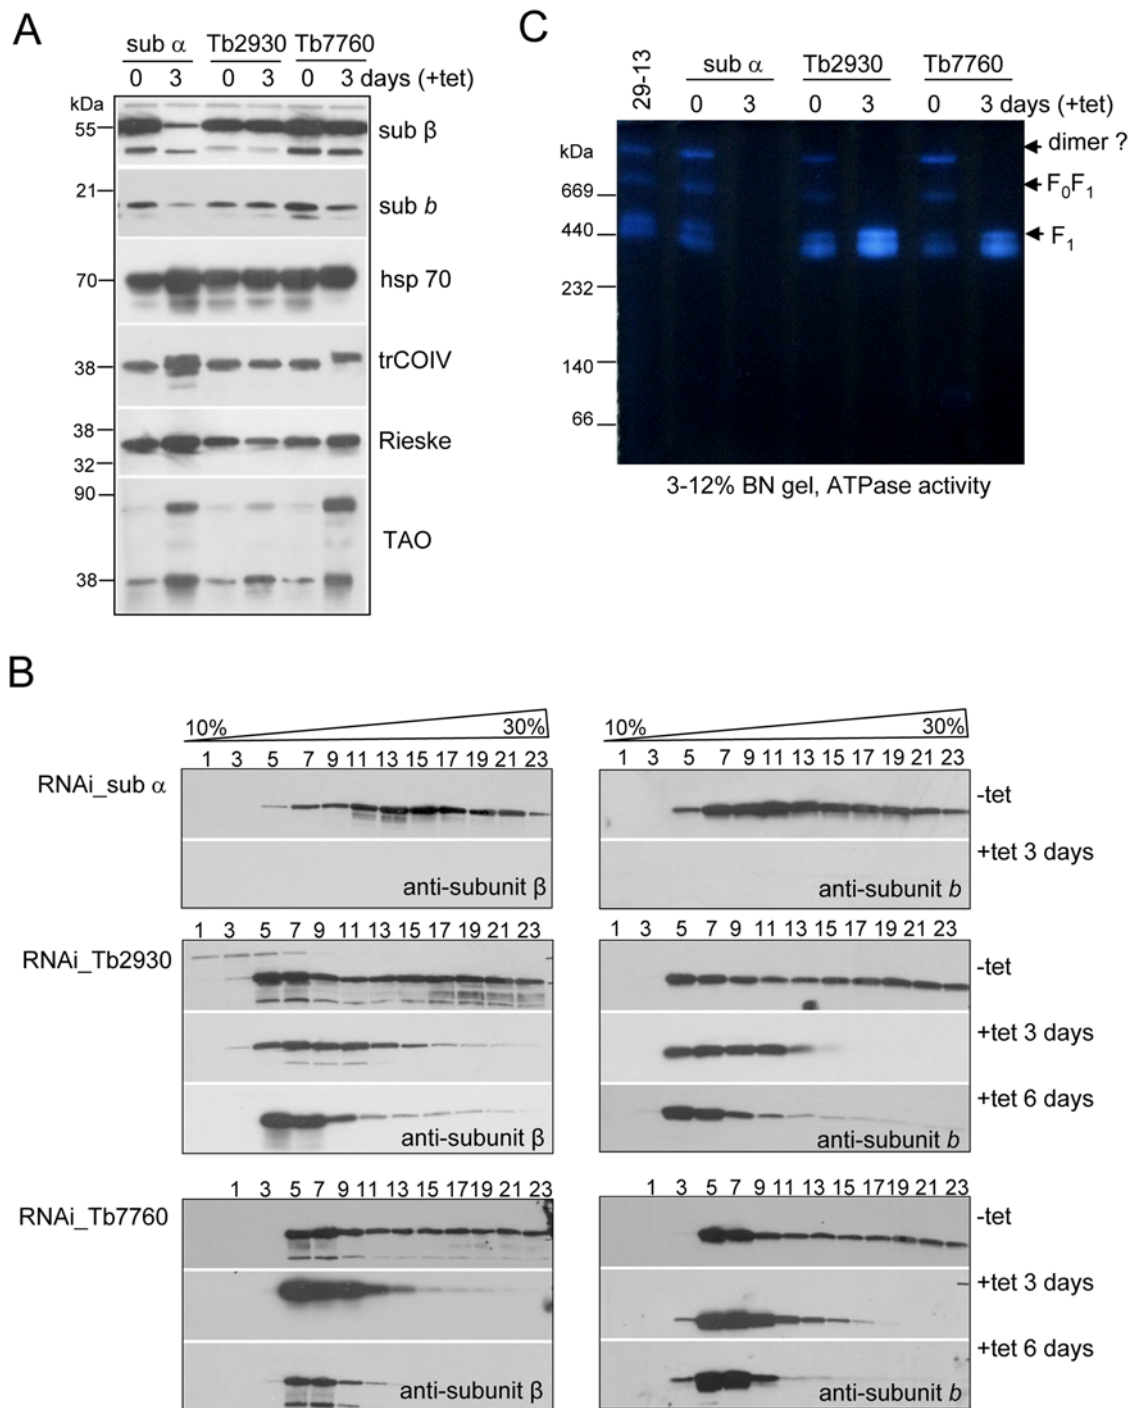 A
sub α Tb2930 Tb7760
0 3 0 3 0 3 days (+tet)
kDa
55 sub β
21 sub b
70 hsp 70
38 trCOIV
38 Rieske
32
90
TAO
38
C
29-13 sub α Tb2930 Tb7760
0 3 0 3 0 3 days (+tet)
kDa dimer ?
669 F0F1
440 F1
232
140
66
3-12% BN gel, ATPase activity
B
10% 30%
1 3 5 7 9 11 13 15 17 19 21 23
RNAi_sub α
anti-subunit β
10% 30%
1 3 5 7 9 11 13 15 17 19 21 23
-tet
+tet 3 days
anti-subunit b
1 3 5 7 9 11 13 15 17 19 21 23
RNAi_Tb2930
anti-subunit β
1 3 5 7 9 11 13 15 17 19 21 23
-tet
+tet 3 days
+tet 6 days
anti-subunit b
1 3 5 7 9 11 13 15 17 19 21 23
RNAi_Tb7760
anti-subunit β
1 3 5 7 9 11 13 15 17 19 21 23
-tet
+tet 3 days
+tet 6 days
anti-subunit b